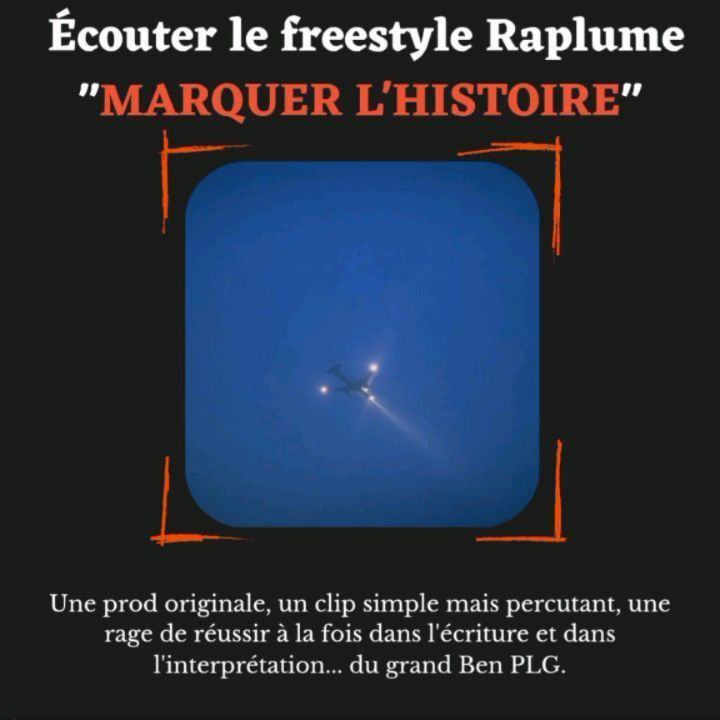 Écouter le freestyle Raplume
"MARQUER L'HISTOIRE"
Une prod originale, un clip simple mais percutant, une
rage de réussir à la fois dans l'écriture et dans
l'interprétation... du grand Ben PLG.